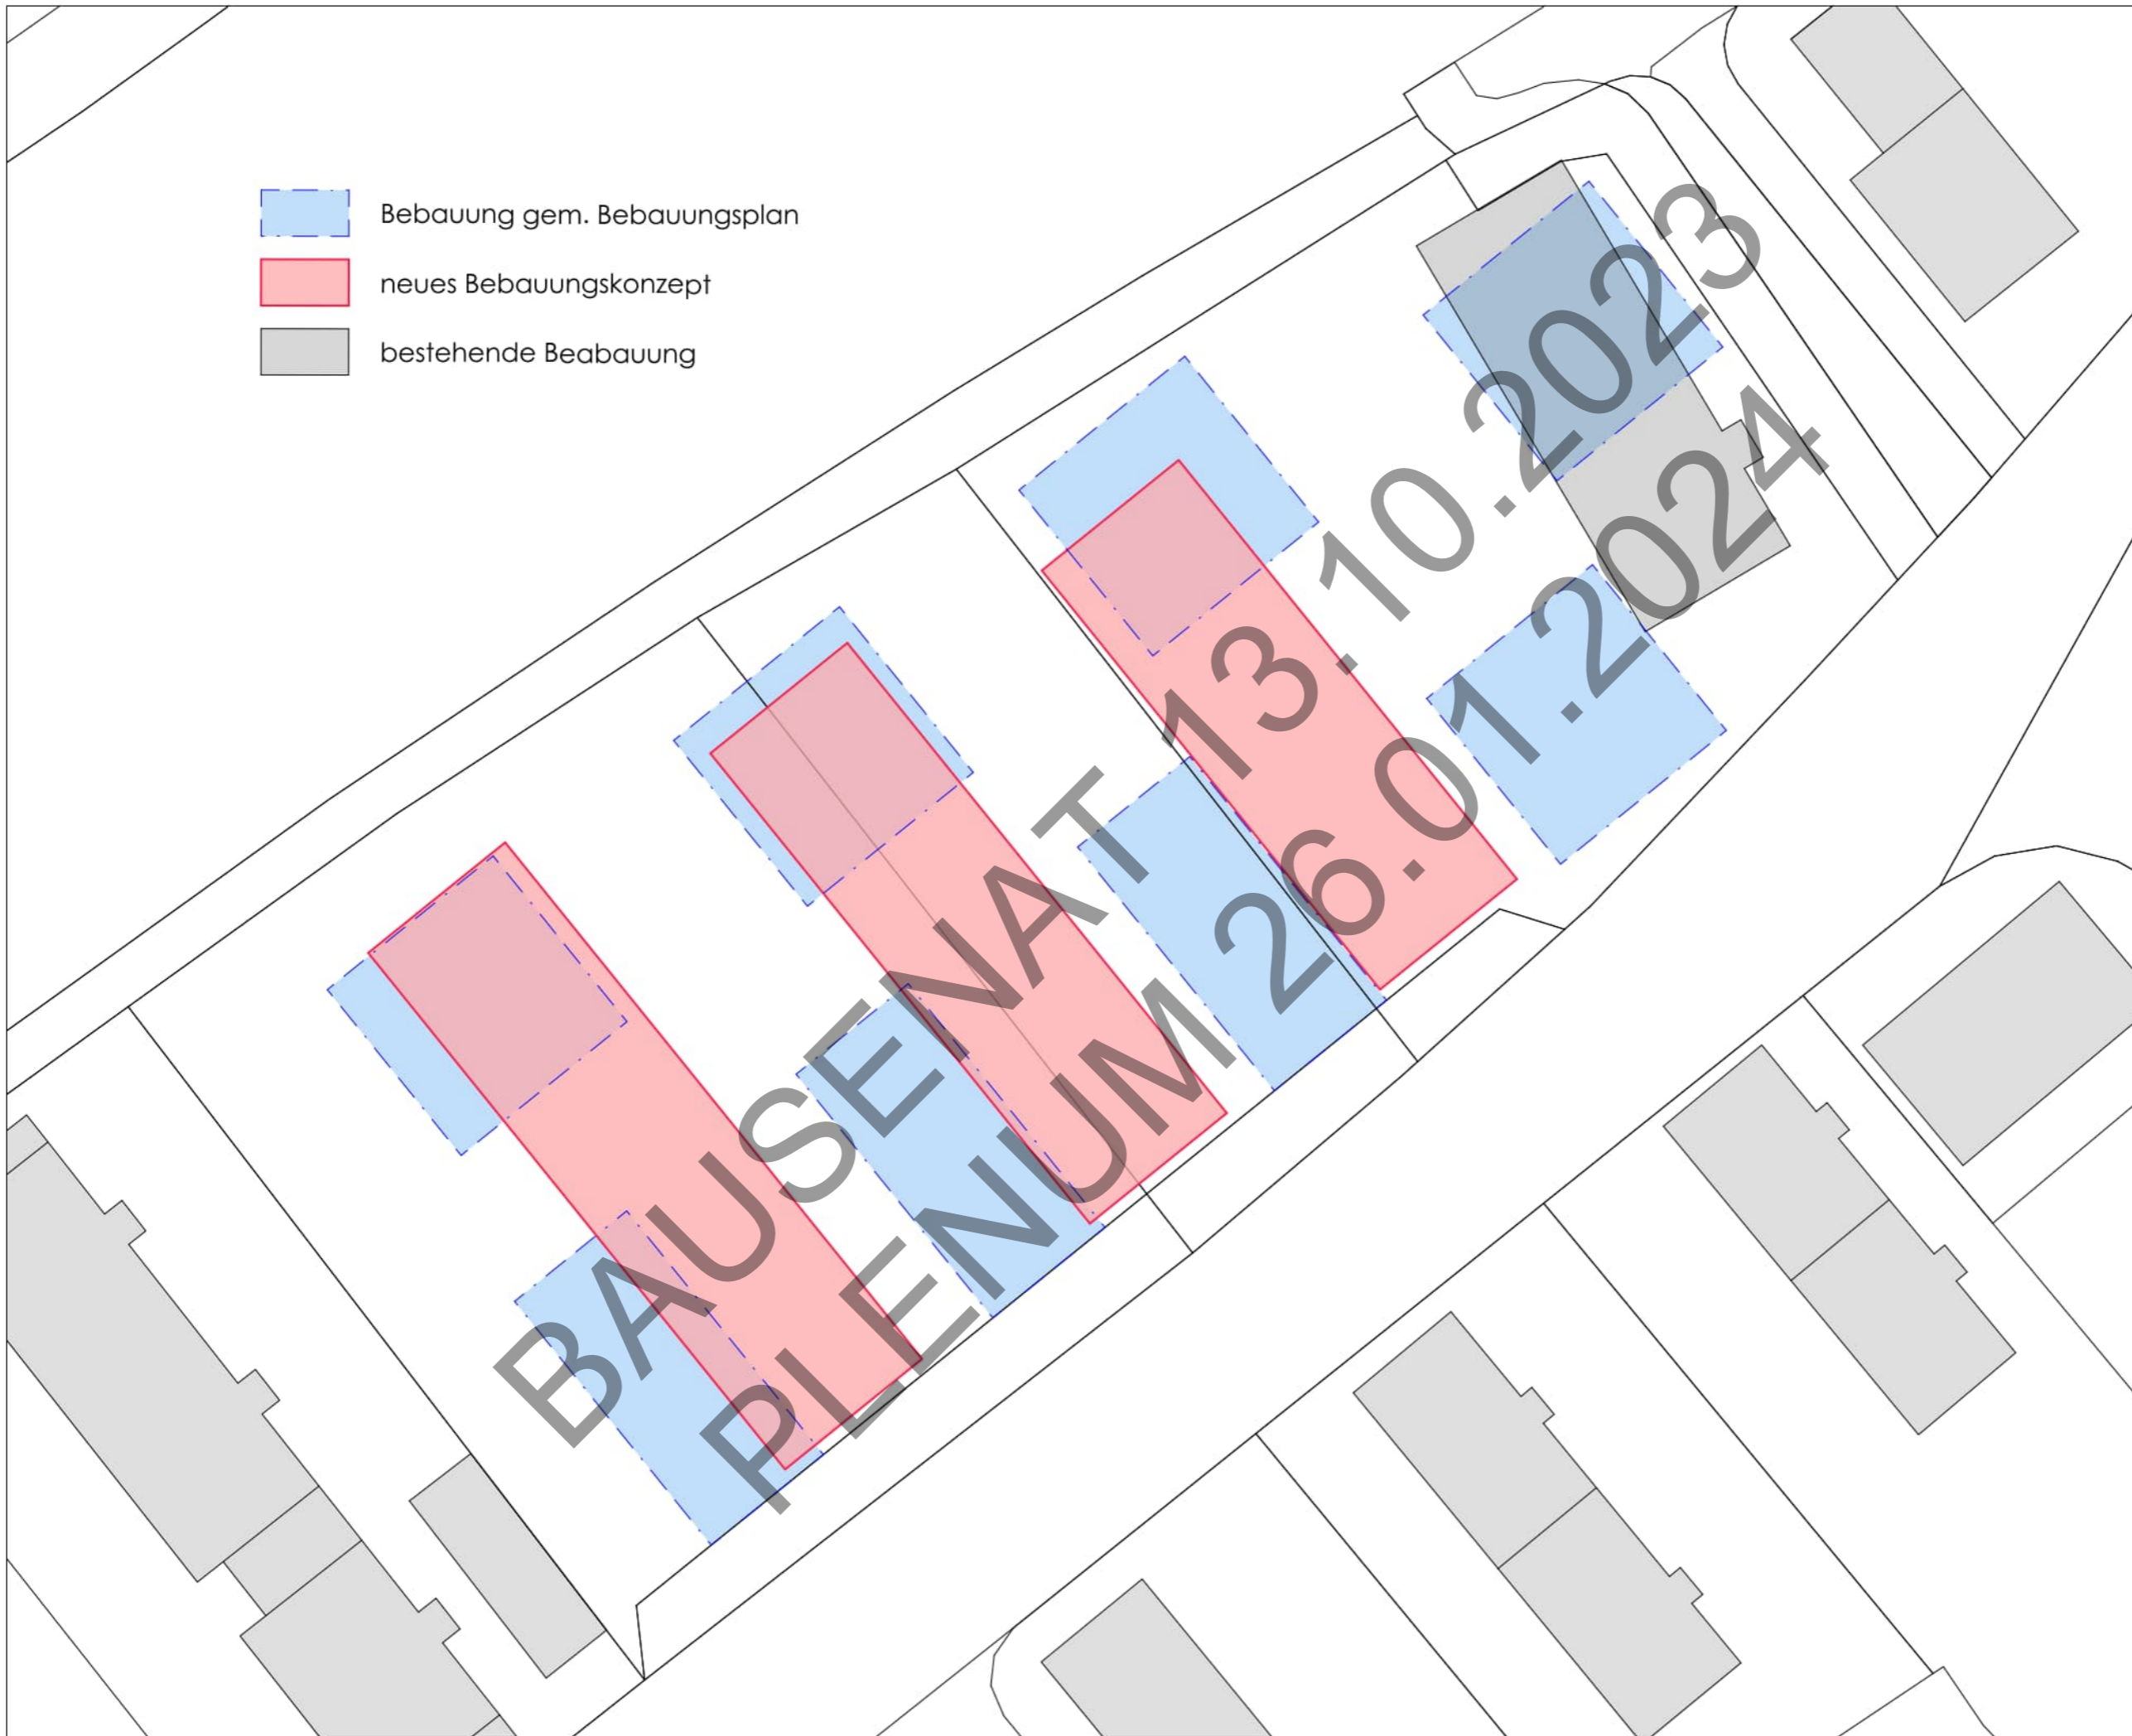 Bebauung gem. Bebauungsplan
neues Bebauungskonzept
bestehende Beabauung
BAUSENAT 13.10.2023
PLENUM 26.01.2024